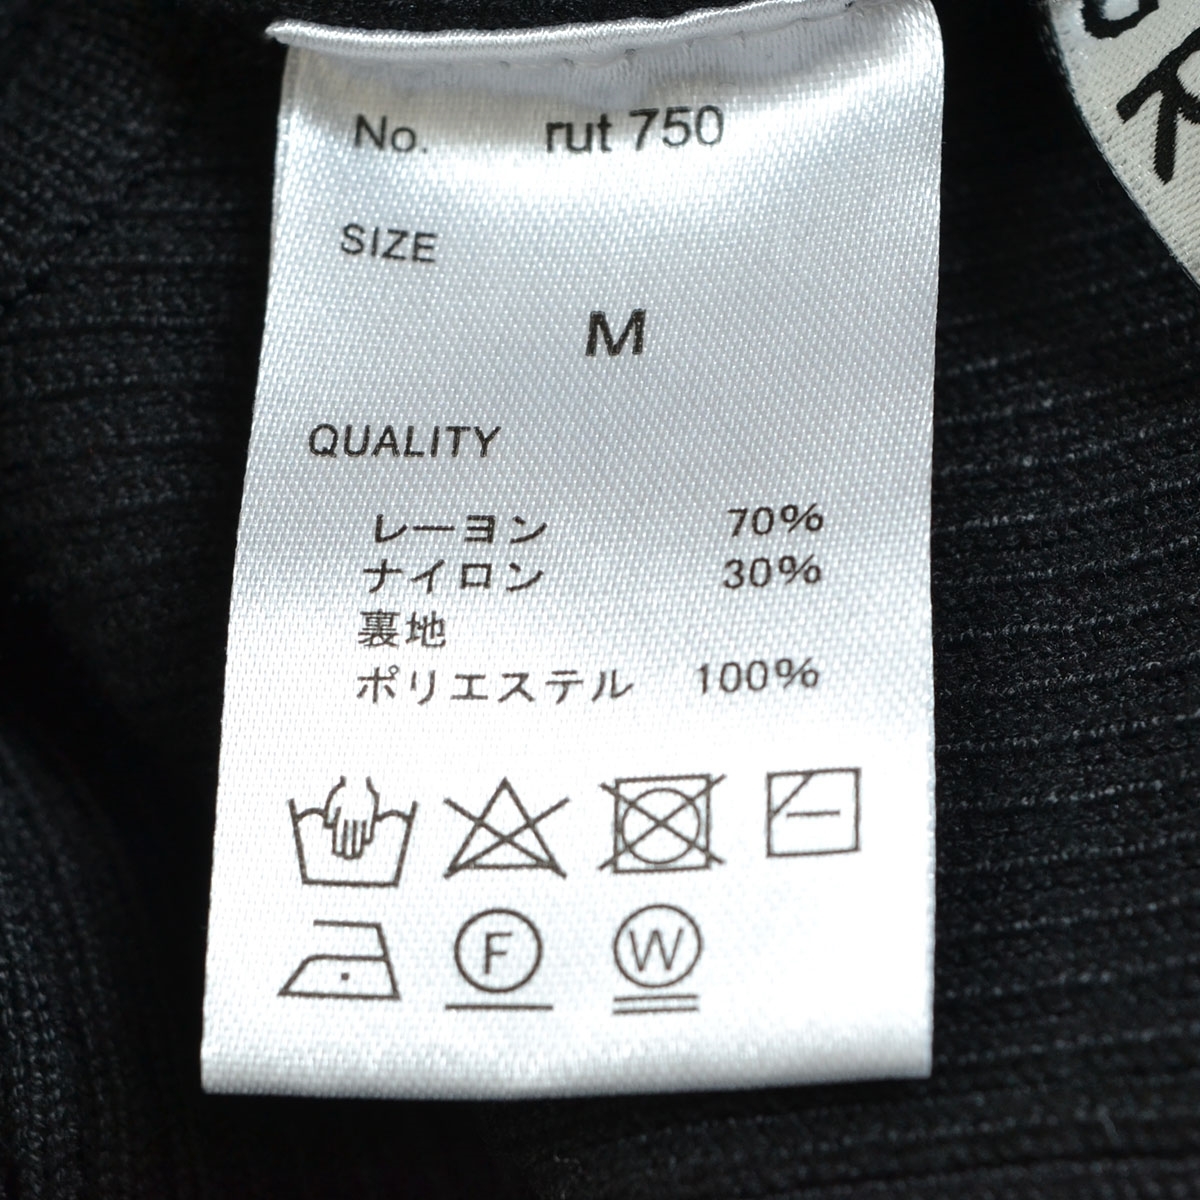 No. rut 750
SIZE
M
QUALITY
レーヨン 70%
ナイロン 30%
裏地
ポリエステル 100%
F W